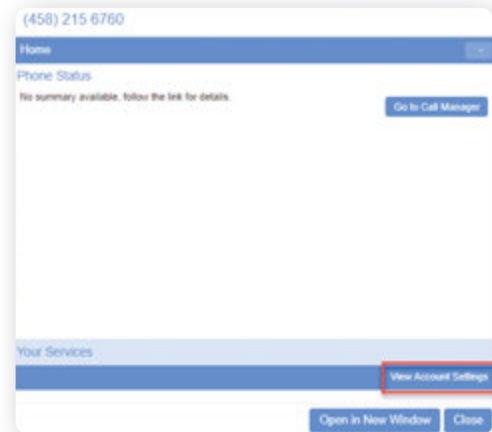 (458) 215 6760
Home
Phone Status
No summary available, follow the link for details.
Go to Call Manager
Your Services
View Account Settings
Open in New Window Close